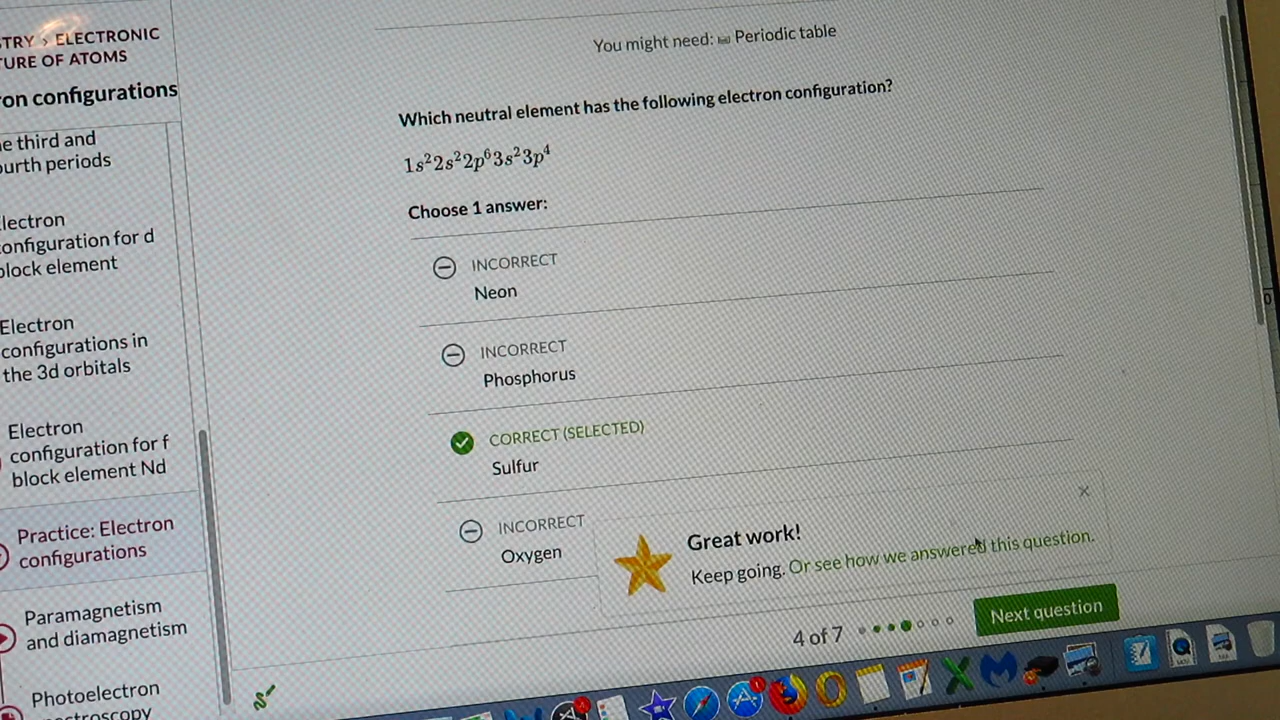 TRY › ELECTRONIC
TURE OF ATOMS
on configurations
e third and
urth periods
lectron
onfiguration for d
lock element
Electron
configurations in
the 3d orbitals
Electron
configuration for f
block element Nd
Practice: Electron
configurations
Paramagnetism
and diamagnetism
Photoelectron
ectroscopy
You might need: Periodic table
Which neutral element has the following electron configuration?
1s²2s²2p⁶3s²3p⁴
Choose 1 answer:
INCORRECT
Neon
INCORRECT
Phosphorus
CORRECT (SELECTED)
Sulfur
INCORRECT
Oxygen
Great work!
Keep going. Or see how we answered this question.
4 of 7
Next question